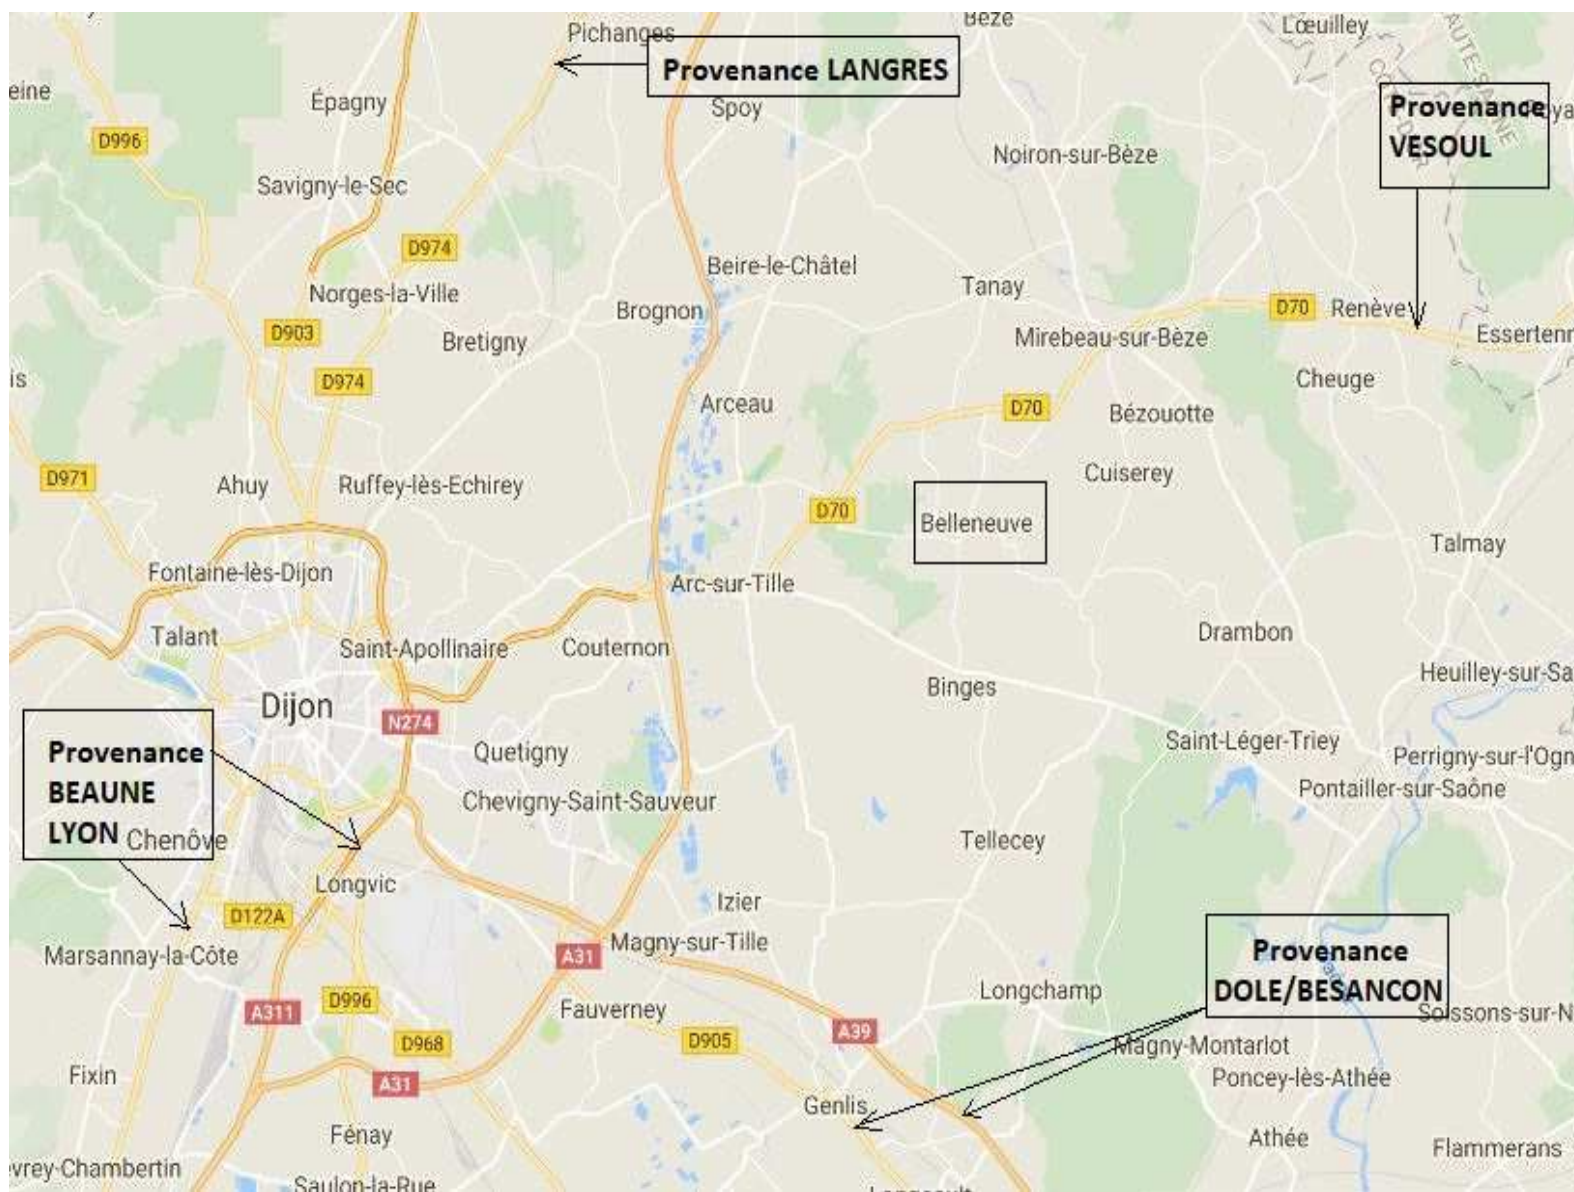 Pichanges
Bèze
Lœuilley
Provenance LANGRES
eine
Épagny
Spoy
Provenance
VESOUL
D996
Noiron-sur-Bèze
Savigny-le-Sec
D974
Beire-le-Châtel
Norges-la-Ville
Tanay
Brognon
D70
Renève
D903
Bretigny
Mirebeau-sur-Bèze
Essertenn
is
D974
Cheuge
Arceau
D70
Bézouotte
D971
Ahuy
Ruffey-lès-Echirey
Cuiserey
D70
Belleneuve
Talmay
Fontaine-lès-Dijon
Arc-sur-Tille
Talant
Saint-Apollinaire
Couternon
Drambon
Heuilley-sur-Sa
Binges
Dijon
N274
Provenance
BEAUNE
LYON
Quetigny
Saint-Léger-Triey
Perrigny-sur-l'Ogn
Chevigny-Saint-Sauveur
Pontailler-sur-Saône
Chenôve
Tellecey
Longvic
D122A
Izier
Marsannay-la-Côte
A31
Magny-sur-Tille
Provenance
DOLE/BESANCON
A311
D996
Fauverney
Longchamp
Soissons-sur-N
D968
D905
A39
Magny-Montarlot
Fixin
A31
Poncey-lès-Athée
Genlis
Fénay
Athée
Flammerans
evrey-Chambertin
Saulon-la-Rue